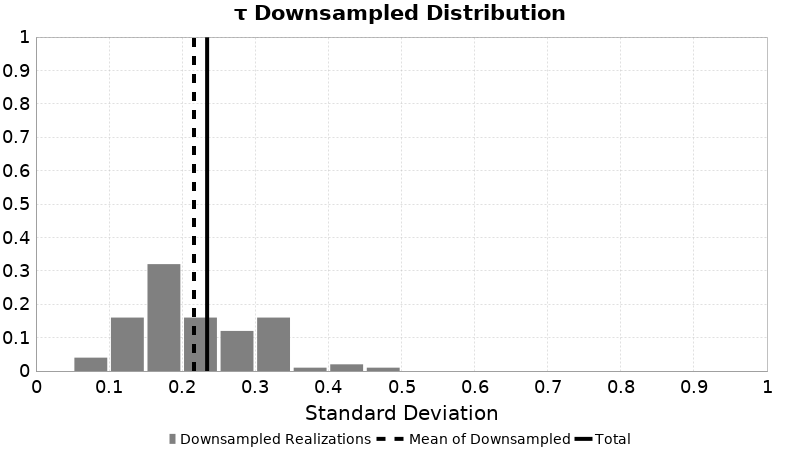 τ Downsampled Distribution
1
0.9
0.8
0.7
0.6
0.5
0.4
0.3
0.2
0.1
0
0 0.1 0.2 0.3 0.4 0.5 0.6 0.7 0.8 0.9 1
Standard Deviation
Downsampled Realizations Mean of Downsampled Total